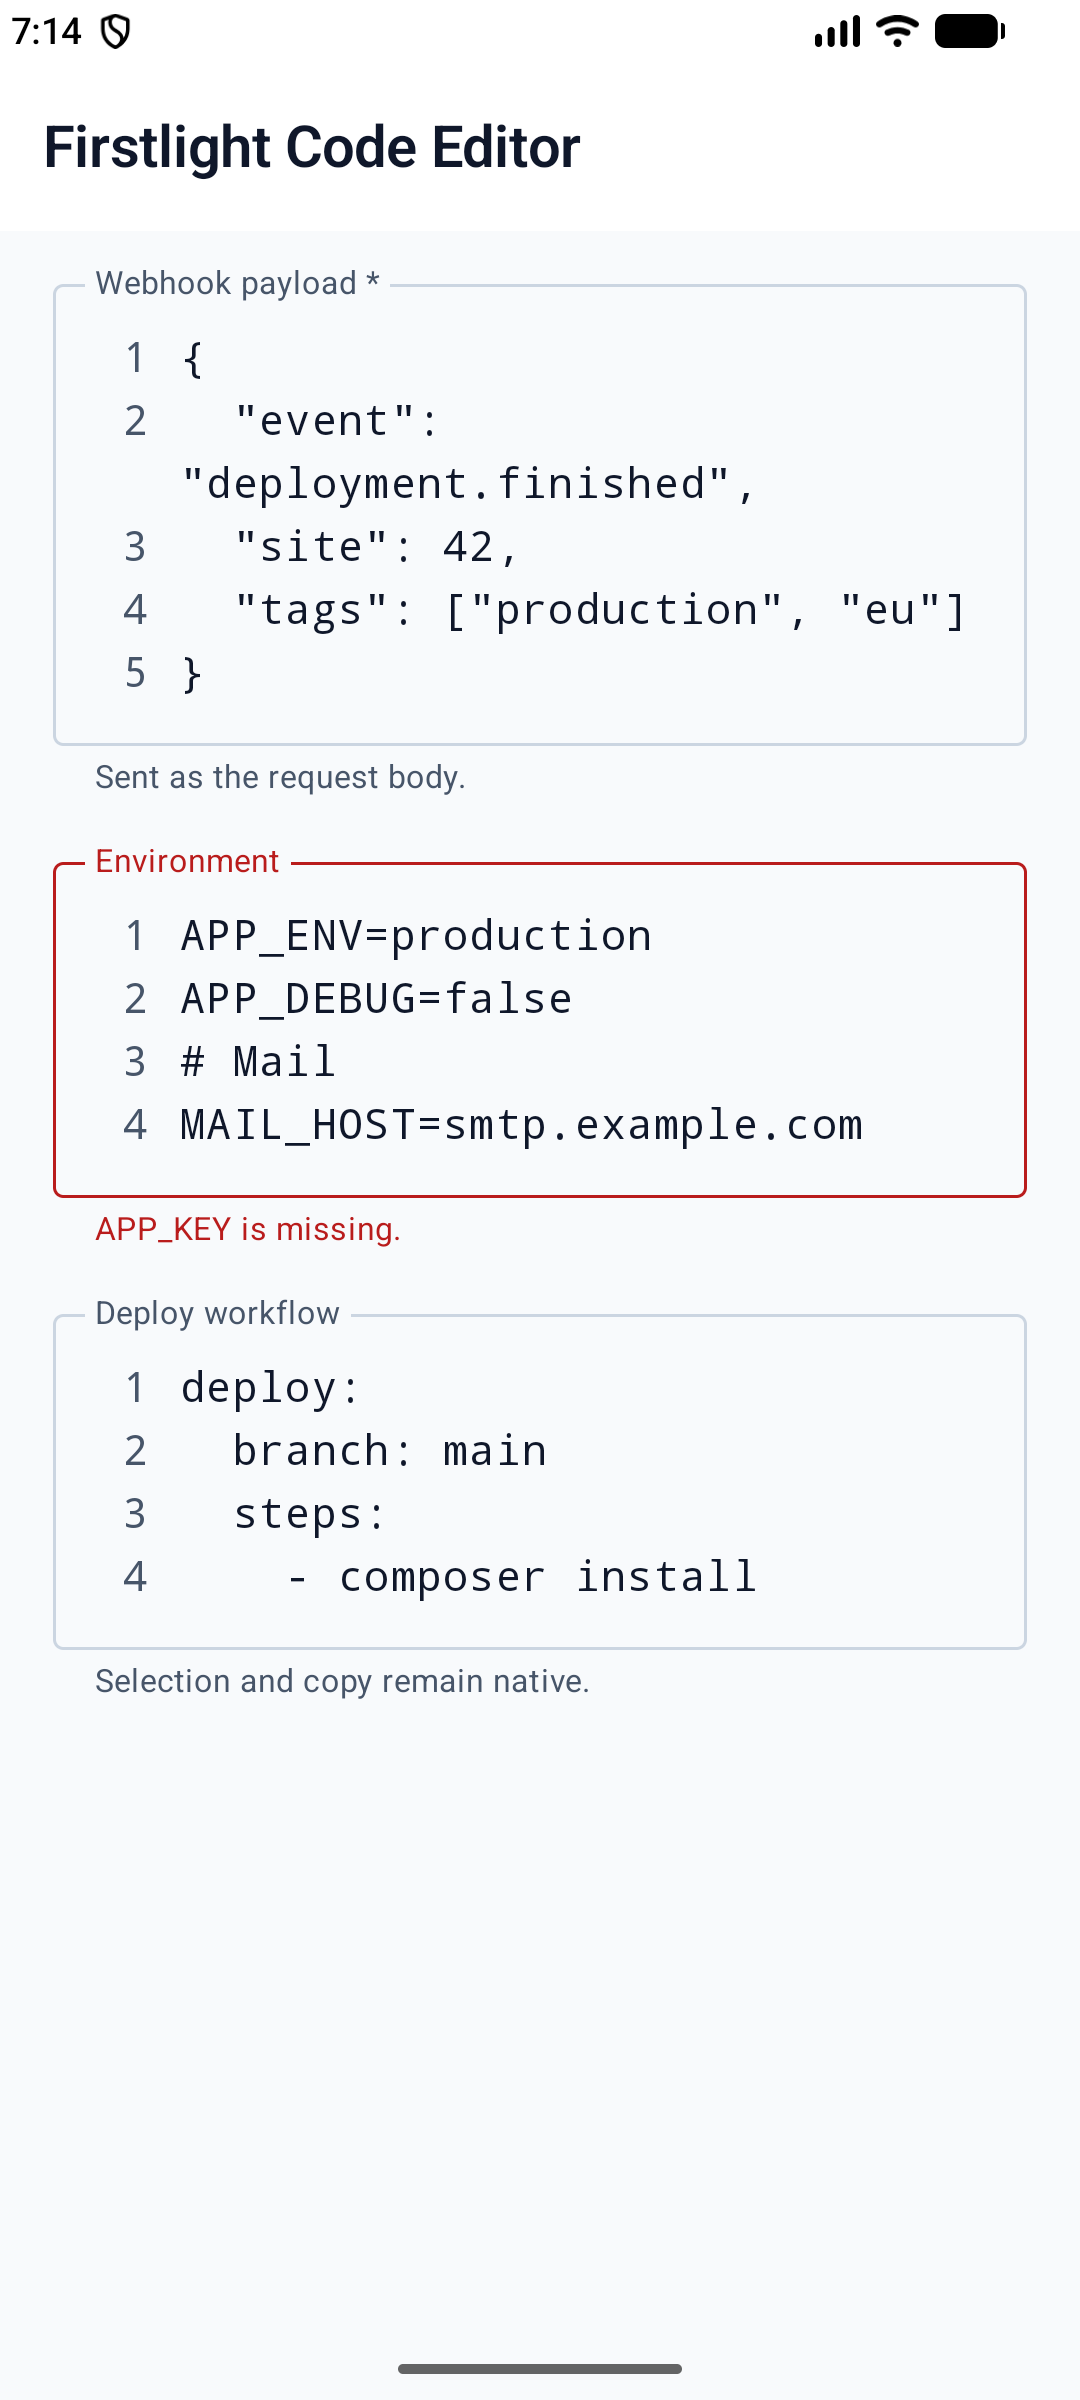 7:14
Firstlight Code Editor
Webhook payload *
1 {
2   "event":
"deployment.finished",
3   "site": 42,
4   "tags": ["production", "eu"]
5 }
Sent as the request body.
Environment
1 APP_ENV=production
2 APP_DEBUG=false
3 # Mail
4 MAIL_HOST=smtp.example.com
APP_KEY is missing.
Deploy workflow
1 deploy:
2   branch: main
3   steps:
4     - composer install
Selection and copy remain native.